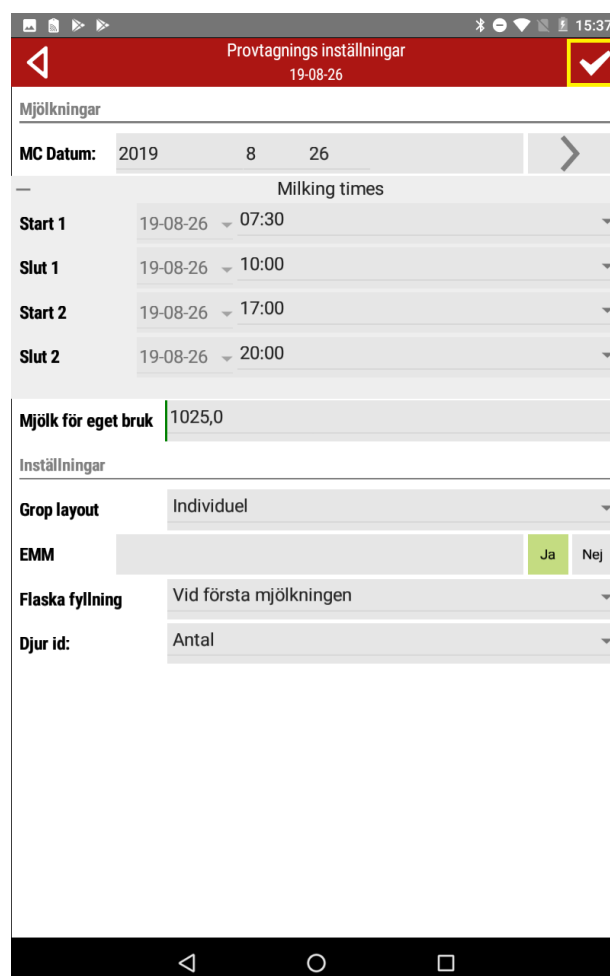 15:37
Provtagnings inställningar
19-08-26
Mjölkningar
MC Datum: 2019 8 26
Milking times
Start 1 19-08-26 07:30
Slut 1 19-08-26 10:00
Start 2 19-08-26 17:00
Slut 2 19-08-26 20:00
Mjölk för eget bruk 1025,0
Inställningar
Grop layout Individuel
EMM Ja Nej
Flaska fyllning Vid första mjölkningen
Djur id: Antal